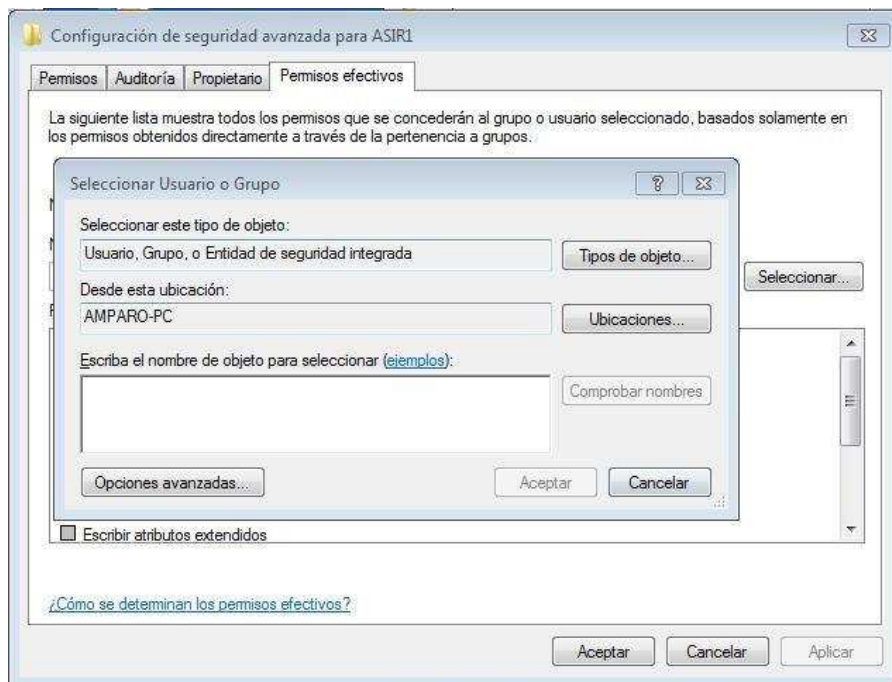 Configuración de seguridad avanzada para ASIR1
Permisos
Auditoría
Propietario
Permisos efectivos
La siguiente lista muestra todos los permisos que se concederán al grupo o usuario seleccionado, basados solamente en
los permisos obtenidos directamente a través de la pertenencia a grupos.
Seleccionar Usuario o Grupo
Seleccionar este tipo de objeto:
Usuario, Grupo, o Entidad de seguridad integrada
Tipos de objeto...
Desde esta ubicación:
AMPARO-PC
Ubicaciones...
Seleccionar...
Escriba el nombre de objeto para seleccionar (ejemplos):
Comprobar nombres
Opciones avanzadas...
Aceptar
Cancelar
Escribir atributos extendidos
¿Cómo se determinan los permisos efectivos?
Aceptar
Cancelar
Aplicar